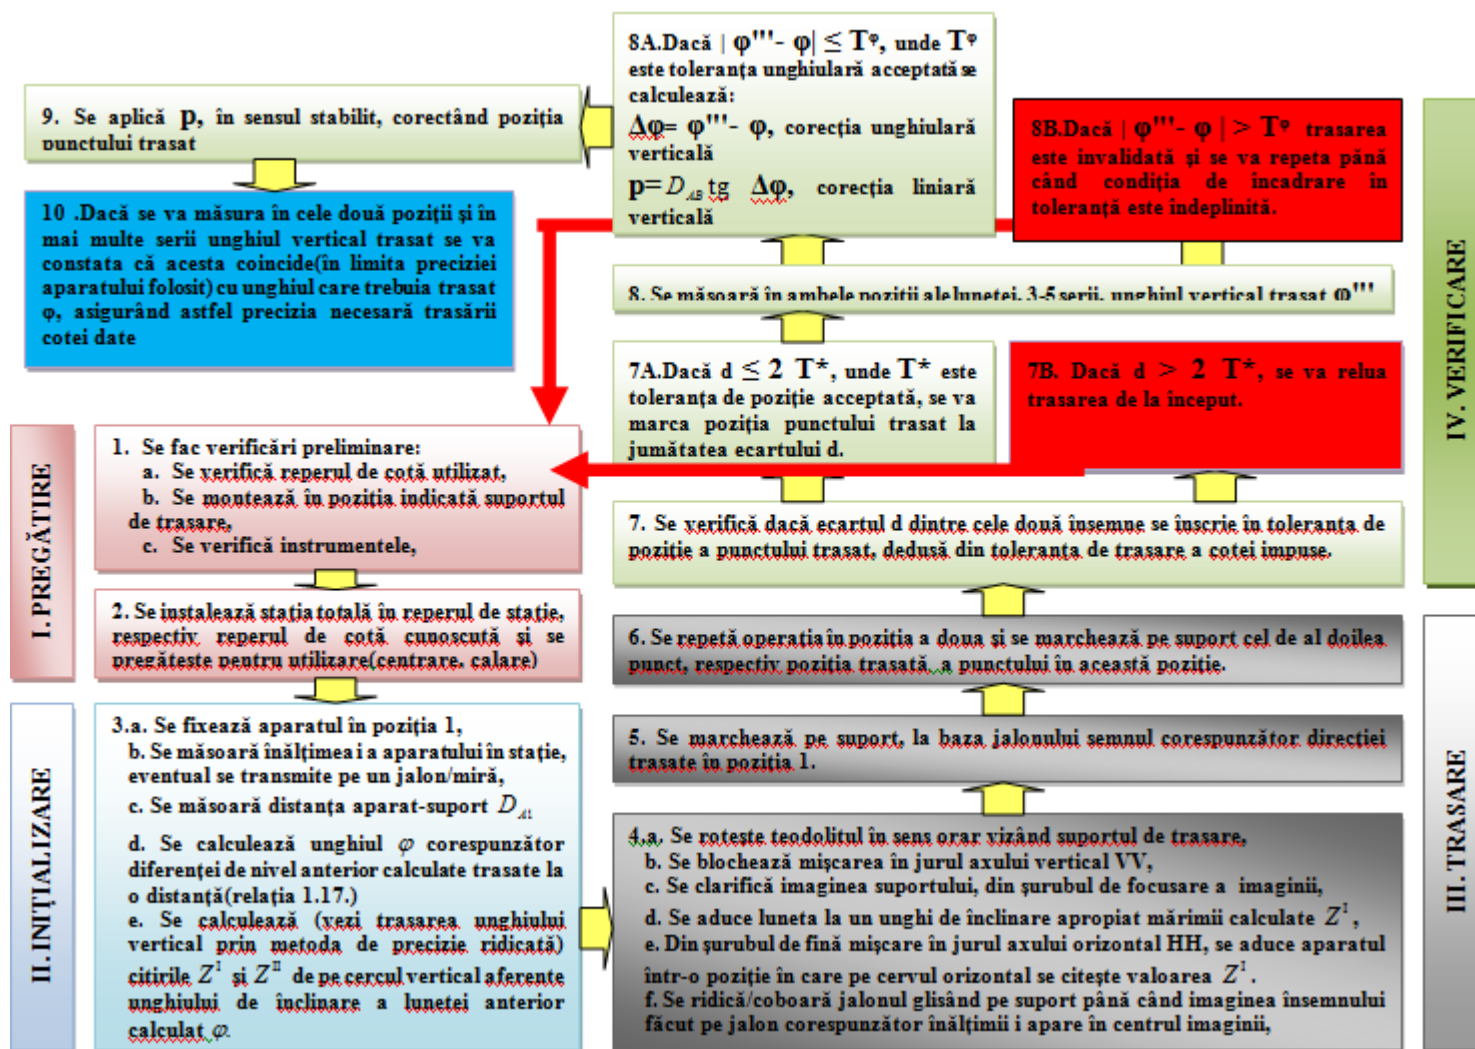 I. PREGĂTIRE
1. Se fac verificări preliminare:
a. Se verifică reperul de cotă utilizat,
b. Se montează în poziția indicată suportul
de trasare,
c. Se verifică instrumentele,
2. Se instalează stația totală în reperul de stație,
respectiv reperul de cotă cunoscută și se
pregătește pentru utilizare(centrare, calare)
II. INIȚIALIZARE
3.a. Se fixează aparatul în poziția 1,
b. Se măsoară înălțimea i a aparatului în stație,
eventual se transmite pe un jalon/miră,
c. Se măsoară distanța aparat-suport D_A1
d. Se calculează unghiul φ corespunzător
diferenței de nivel anterior calculate trasate la
o distanță(relația 1.17.)
e. Se calculează (vezi trasarea unghiului
vertical prin metoda de precizie ridicată)
citirile Z^I și Z^II de pe cercul vertical aferente
unghiului de înclinare a lunetei anterior
calculat φ.
III. TRASARE
4.a. Se rotește teodolitul în sens orar vizând suportul de trasare,
b. Se blochează mișcarea în jurul axului vertical VV,
c. Se clarifică imaginea suportului, din șurubul de focusare a imaginii,
d. Se aduce luneta la un unghi de înclinare apropiat mărimii calculate Z^I,
e. Din șurubul de fină mișcare în jurul axului orizontal HH, se aduce aparatul
într-o poziție în care pe cervul orizontal se citește valoarea Z^I.
f. Se ridică/coboară jalonul glisând pe suport până când imaginea însemnului
făcut pe jalon corespunzător înălțimii i apare în centrul imaginii,
5. Se marchează pe suport, la baza jalonului semnul corespunzător direcției
trasate în poziția 1.
6. Se repetă operația în poziția a doua și se marchează pe suport cel de al doilea
punct, respectiv poziția trasată a punctului în această poziție.
IV. VERIFICARE
7. Se verifică dacă ecartul d dintre cele două însemne se înscrie în toleranța de
poziție a punctului trasat, dedusă din toleranța de trasare a cotei impuse.
7A.Dacă d ≤ 2 T*, unde T* este
toleranța de poziție acceptată, se va
marca poziția punctului trasat la
jumătatea ecartului d.
7B. Dacă d > 2 T*, se va relua
trasarea de la început.
8. Se măsoară în ambele poziții ale lunetei, 3-5 serii, unghiul vertical trasat φ'''
8A.Dacă | φ'''- φ| ≤ Tφ, unde Tφ
este toleranța unghiulară acceptată se
calculează:
Δφ= φ'''- φ, corecția unghiulară
verticală
p=D_AB tg Δφ, corecția liniară
verticală
8B.Dacă | φ'''- φ | > Tφ trasarea
este invalidată și se va repeta până
când condiția de încadrare în
toleranță este îndeplinită.
9. Se aplică p, în sensul stabilit, corectând poziția
punctului trasat
10 .Dacă se va măsura în cele două poziții și în
mai multe serii unghiul vertical trasat se va
constata că acesta coincide(în limita preciziei
aparatului folosit) cu unghiul care trebuia trasat
φ, asigurând astfel precizia necesară trasării
cotei date